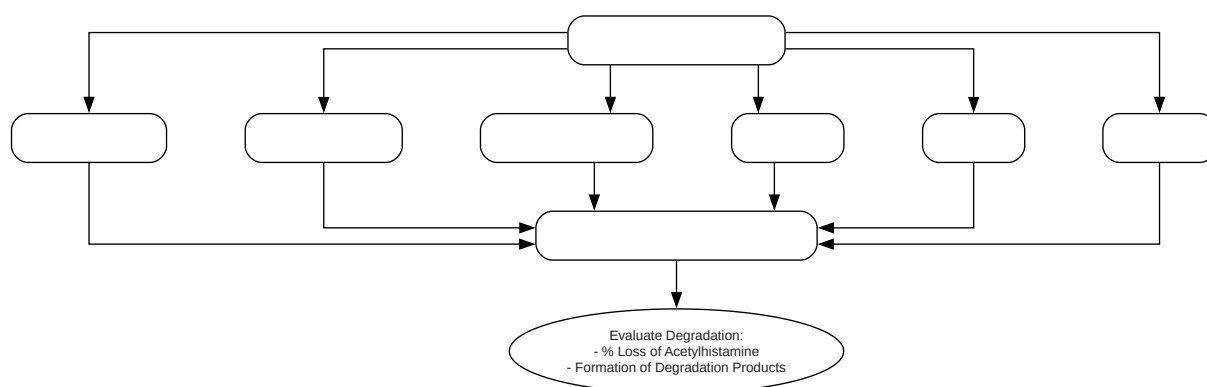 Evaluate Degradation:
- % Loss of Acetylhistamine
- Formation of Degradation Products